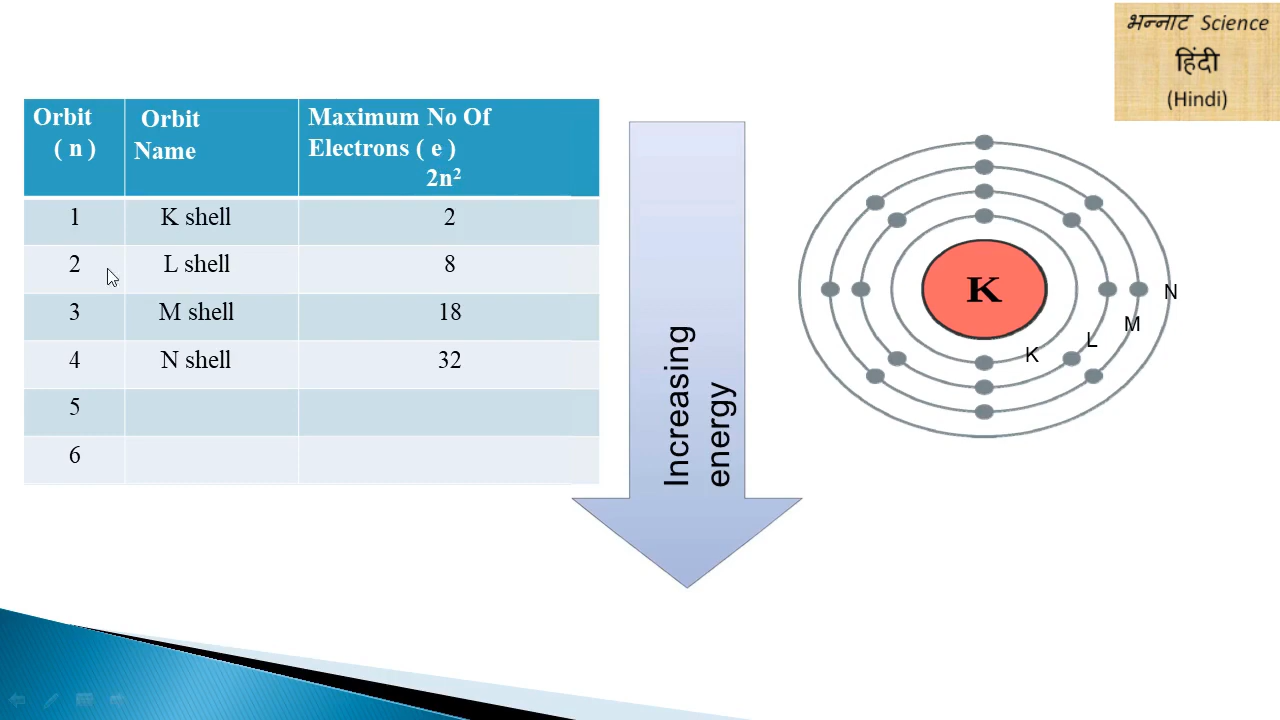 भन्नाट Science
हिंदी
(Hindi)
Orbit
( n )
Orbit
Name
Maximum No Of
Electrons ( e )
2n²
1 K shell 2
2 L shell 8
3 M shell 18
4 N shell 32
5
6
Increasing
energy
K
K
L
M
N